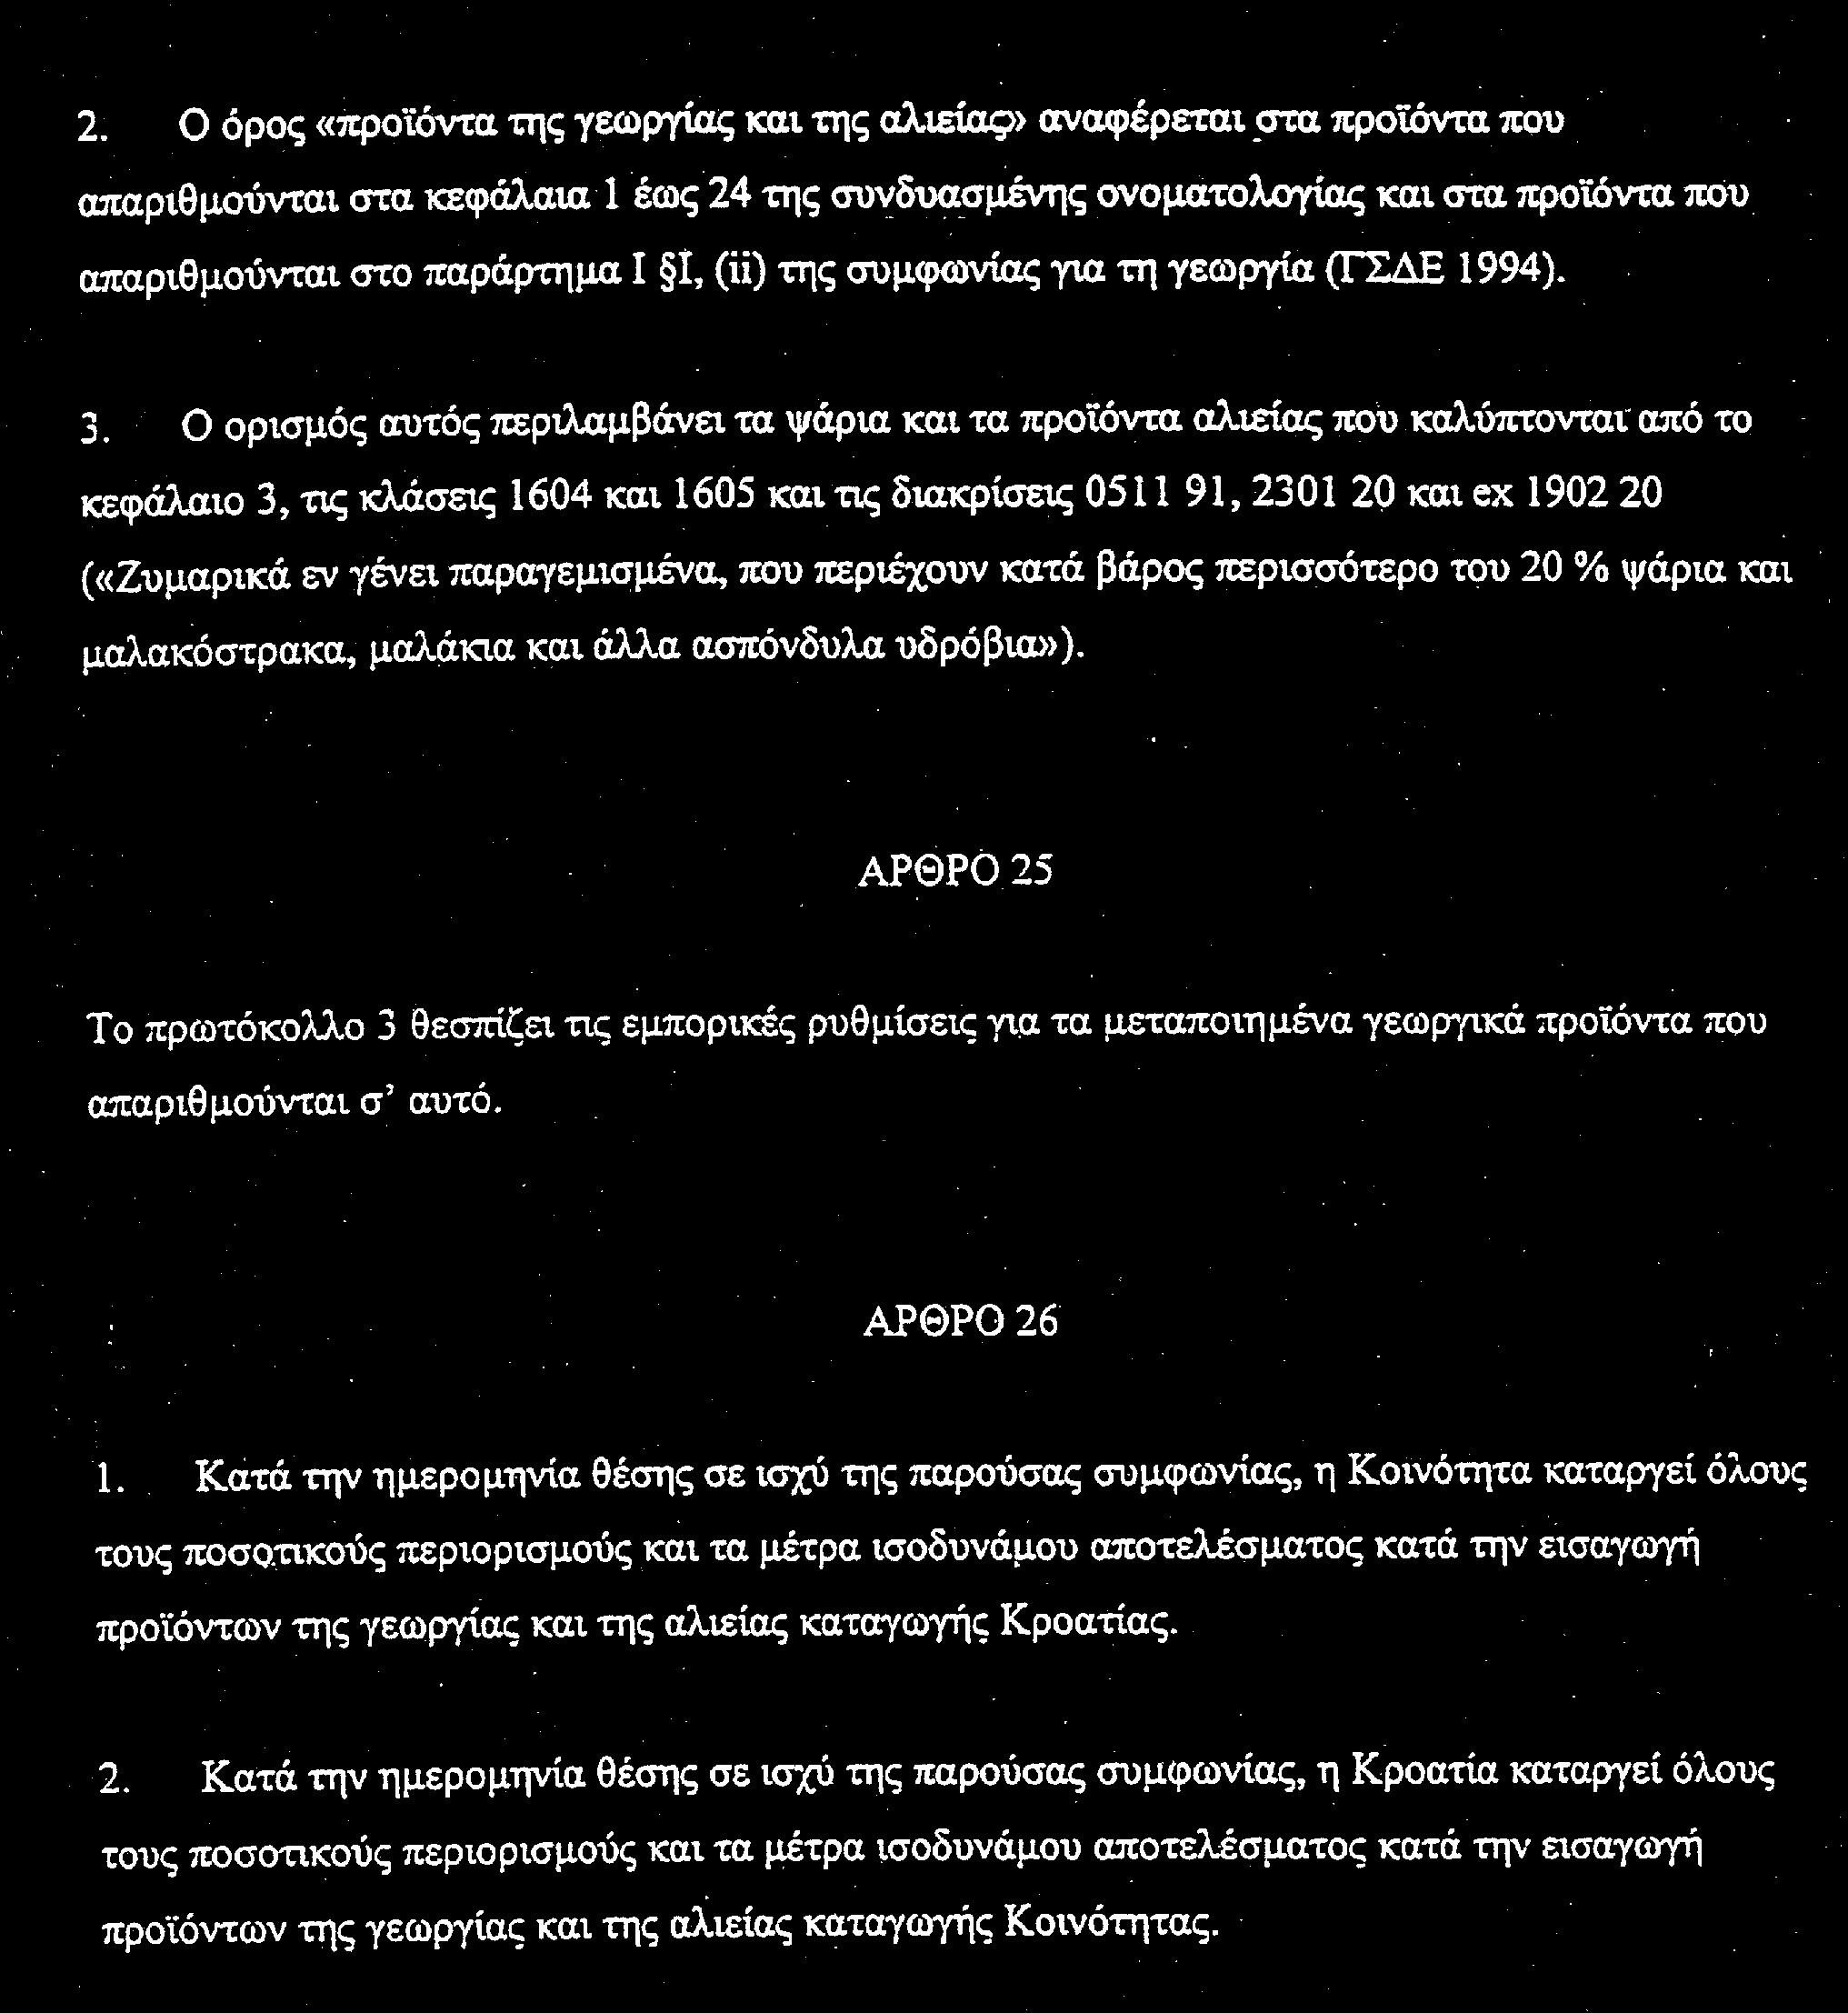 2. Ο όρος «προϊόντα της γεωργίας και της αλιείας» αναφέρεται στα προϊόντα που
απαριθμούνται στα κεφάλαια 1 έως 24 της συνδυασμένης ονοματολογίας και στα προϊόντα που
απαριθμούνται στο παράρτημα Ι §Ι, (ii) της συμφωνίας για τη γεωργία (ΓΣΔΕ 1994).
3. Ο ορισμός αυτός περιλαμβάνει τα ψάρια και τα προϊόντα αλιείας που καλύπτονται από το
κεφάλαιο 3, τις κλάσεις 1604 και 1605 και τις διακρίσεις 0511 91, 2301 20 και ex 1902 20
(«Ζυμαρικά εν γένει παραγεμισμένα, που περιέχουν κατά βάρος περισσότερο του 20 % ψάρια και
μαλακόστρακα, μαλάκια και άλλα ασπόνδυλα υδρόβια»).
ΑΡΘΡΟ 25
Το πρωτόκολλο 3 θεσπίζει τις εμπορικές ρυθμίσεις για τα μεταποιημένα γεωργικά προϊόντα που
απαριθμούνται σ’ αυτό.
ΑΡΘΡΟ 26
1. Κατά την ημερομηνία θέσης σε ισχύ της παρούσας συμφωνίας, η Κοινότητα καταργεί όλους
τους ποσοτικούς περιορισμούς και τα μέτρα ισοδυνάμου αποτελέσματος κατά την εισαγωγή
προϊόντων της γεωργίας και της αλιείας καταγωγής Κροατίας.
2. Κατά την ημερομηνία θέσης σε ισχύ της παρούσας συμφωνίας, η Κροατία καταργεί όλους
τους ποσοτικούς περιορισμούς και τα μέτρα ισοδυνάμου αποτελέσματος κατά την εισαγωγή
προϊόντων της γεωργίας και της αλιείας καταγωγής Κοινότητας.